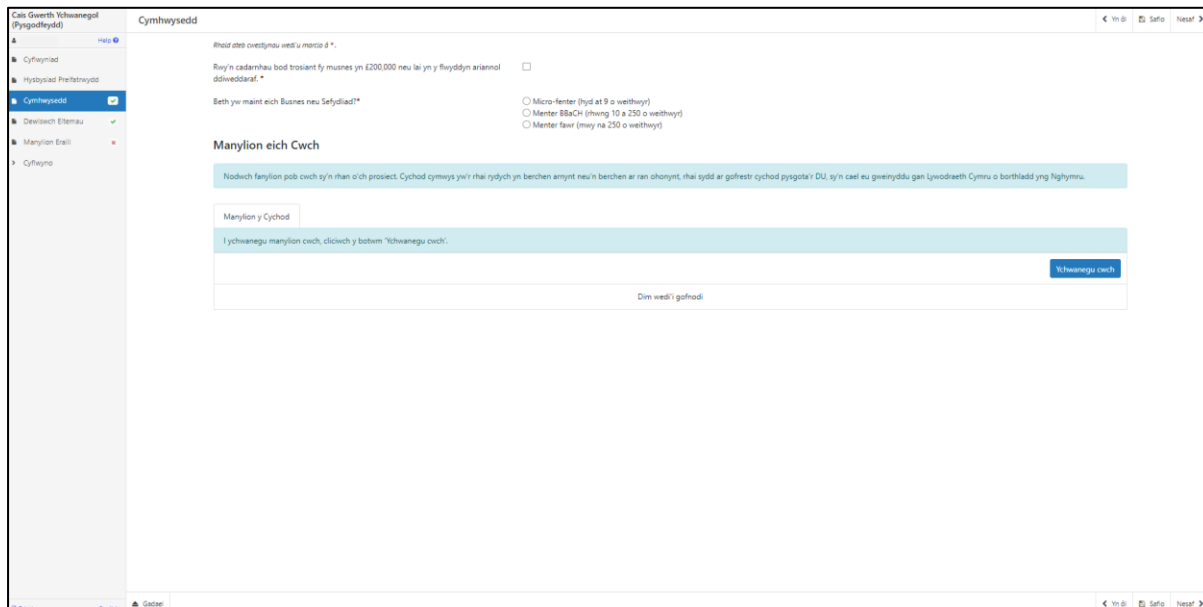 Cais Gwerth Ychwanegol
(Pysgodfeydd)
Help
Cyflwyniad
Hysbysiad Preifatrwydd
Cymhwysedd
Dewiswch Eitemau
Manylion Eraill
Cyflwyno
Cymhwysedd
Yn ôl
Safio
Nesaf
Rhaid ateb cwestiynau wedi'u marcio â *.
Rwy'n cadarnhau bod trosiant fy musnes yn £200,000 neu lai yn y flwyddyn ariannol
ddiweddaraf. *
Beth yw maint eich Busnes neu Sefydliad?*
Micro-fenter (hyd at 9 o weithwyr)
Menter BBaCH (rhwng 10 a 250 o weithwyr)
Menter fawr (mwy na 250 o weithwyr)
Manylion eich Cwch
Nodwch fanylion pob cwch sy'n rhan o'ch prosiect. Cychod cymwys yw'r rhai rydych yn berchen arnynt neu'n berchen ar ran ohonynt, rhai sydd ar gofrestr cychod pysgota'r DU, sy'n cael eu gweinyddu gan Lywodraeth Cymru o borthladd yng Nghymru.
Manylion y Cychod
I ychwanegu manylion cwch, cliciwch y botwm 'Ychwanegu cwch'.
Ychwanegu cwch
Dim wedi'i gofnodi
Gadael
Yn ôl
Safio
Nesaf